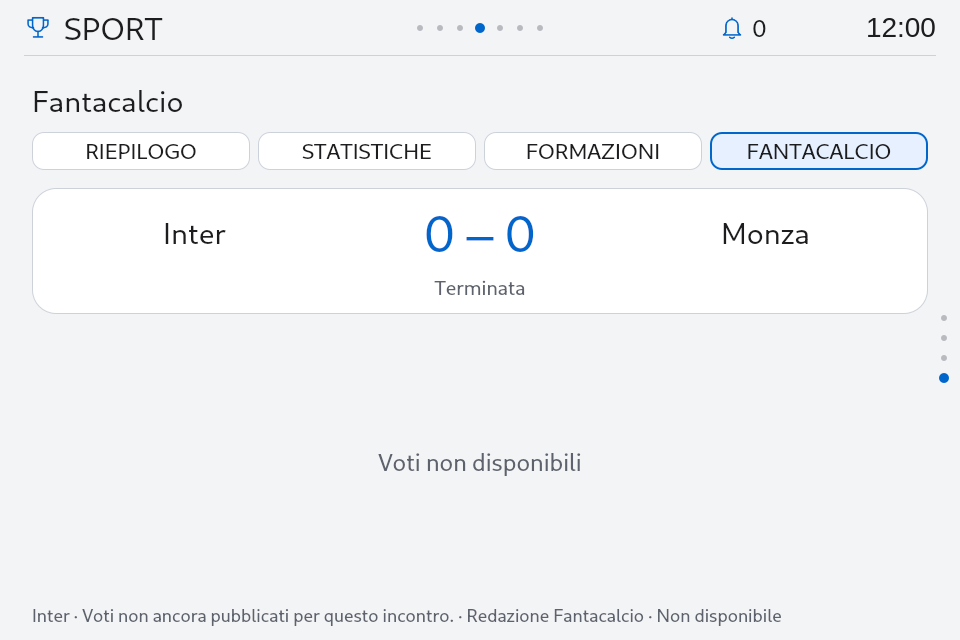 SPORT
0
12:00
Fantacalcio
RIEPILOGO
STATISTICHE
FORMAZIONI
FANTACALCIO
Inter
0 – 0
Monza
Terminata
Voti non disponibili
Inter · Voti non ancora pubblicati per questo incontro. · Redazione Fantacalcio · Non disponibile